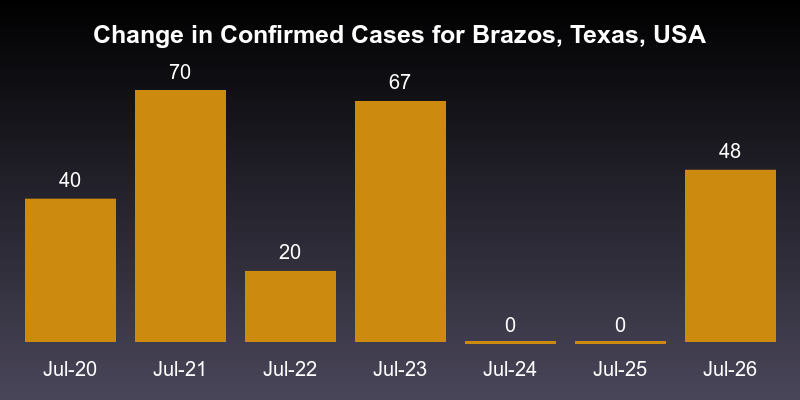 Change in Confirmed Cases for Brazos, Texas, USA
40
70
20
67
0
0
48
Jul-20
Jul-21
Jul-22
Jul-23
Jul-24
Jul-25
Jul-26